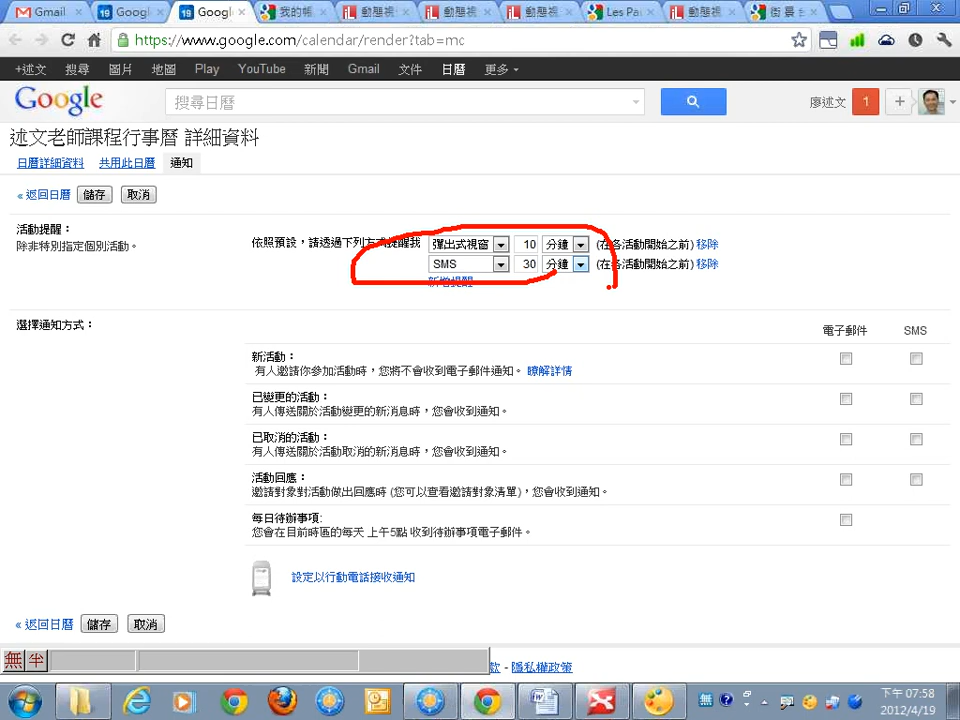 Gmail
Googl
Googl
我的帳
動態視
動態視
動態視
Les Pa
動態視
街 景
https://www.google.com/calendar/render?tab=mc
+述文 搜尋 圖片 地圖 Play YouTube 新聞 Gmail 文件 日曆 更多
Google 搜尋日曆 廖述文 1 +
述文老師課程行事曆 詳細資料
日曆詳細資料 共用此日曆 通知
« 返回日曆 儲存 取消
活動提醒：
除非特別指定個別活動。
依照預設，請透過下列方式提醒我 彈出式視窗 10 分鐘 (在各活動開始之前) 移除
SMS 30 分鐘 (在各活動開始之前) 移除
新增提醒
選擇通知方式：
電子郵件 SMS
新活動：
有人邀請你參加活動時，您將不會收到電子郵件通知。 瞭解詳情
已變更的活動：
有人傳送關於活動變更的新消息時，您會收到通知。
已取消的活動：
有人傳送關於活動取消的新消息時，您會收到通知。
活動回應：
邀請對象對活動做出回應時 (您可以查看邀請對象清單)，您會收到通知。
每日待辦事項:
您會在目前時區的每天 上午5點 收到待辦事項電子郵件。
設定以行動電話接收通知
« 返回日曆 儲存 取消
無 半
款 - 隱私權政策
無
下午 07:58
2012/4/19